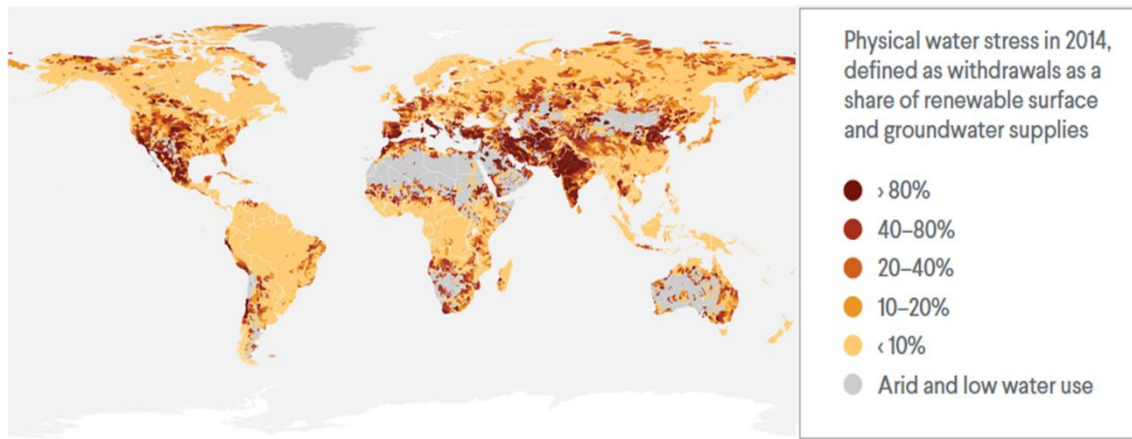 Physical water stress in 2014,
defined as withdrawals as a
share of renewable surface
and groundwater supplies
› 80%
40–80%
20–40%
10–20%
‹ 10%
Arid and low water use